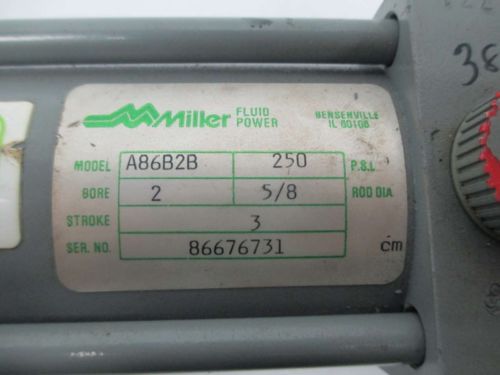 Miller FLUID POWER BENSENVILLE IL 60106
MODEL A86B2B 250 P.S.I.
BORE 2 5/8 ROD DIA
STROKE 3
SER. NO. 86676731 cm
38